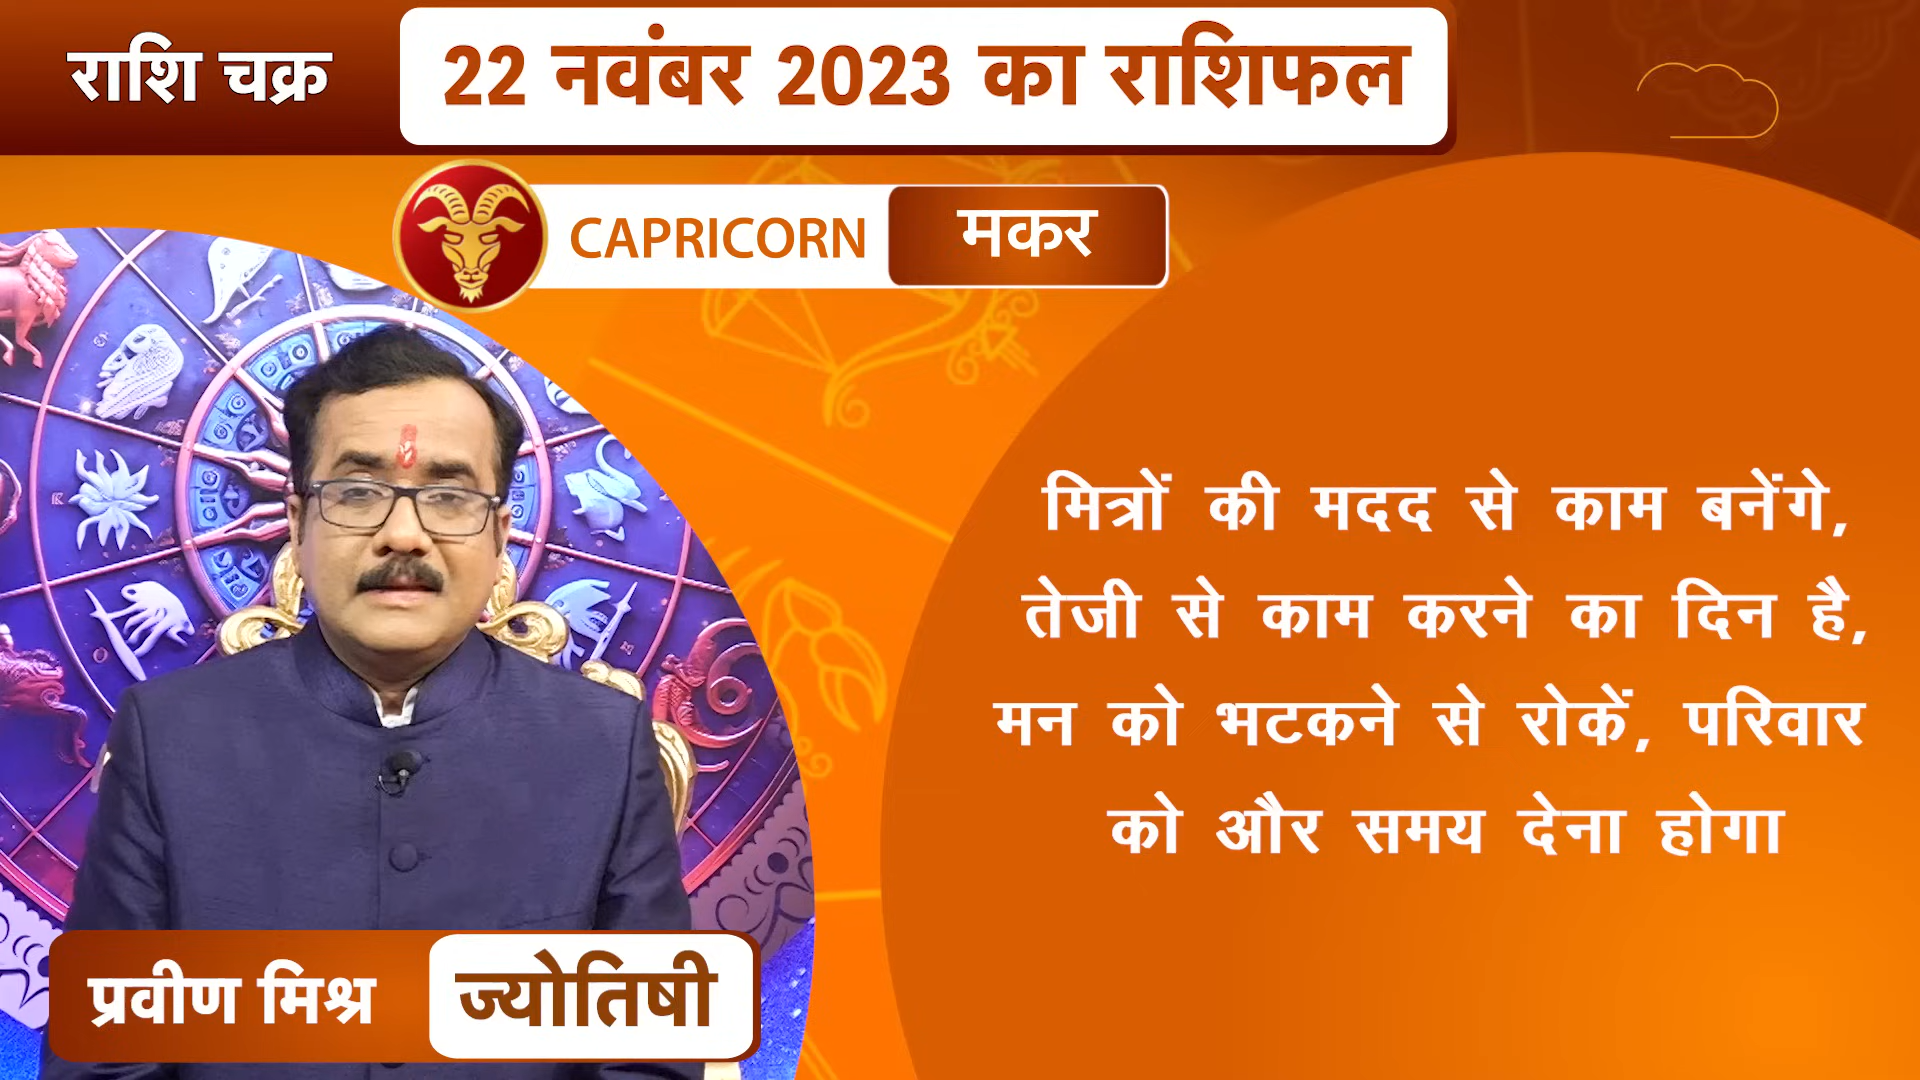 राशि चक्र
22 नवंबर 2023 का राशिफल
CAPRICORN
मकर
मित्रों की मदद से काम बनेंगे,
तेजी से काम करने का दिन है,
मन को भटकने से रोकें, परिवार
को और समय देना होगा
प्रवीण मिश्र
ज्योतिषी